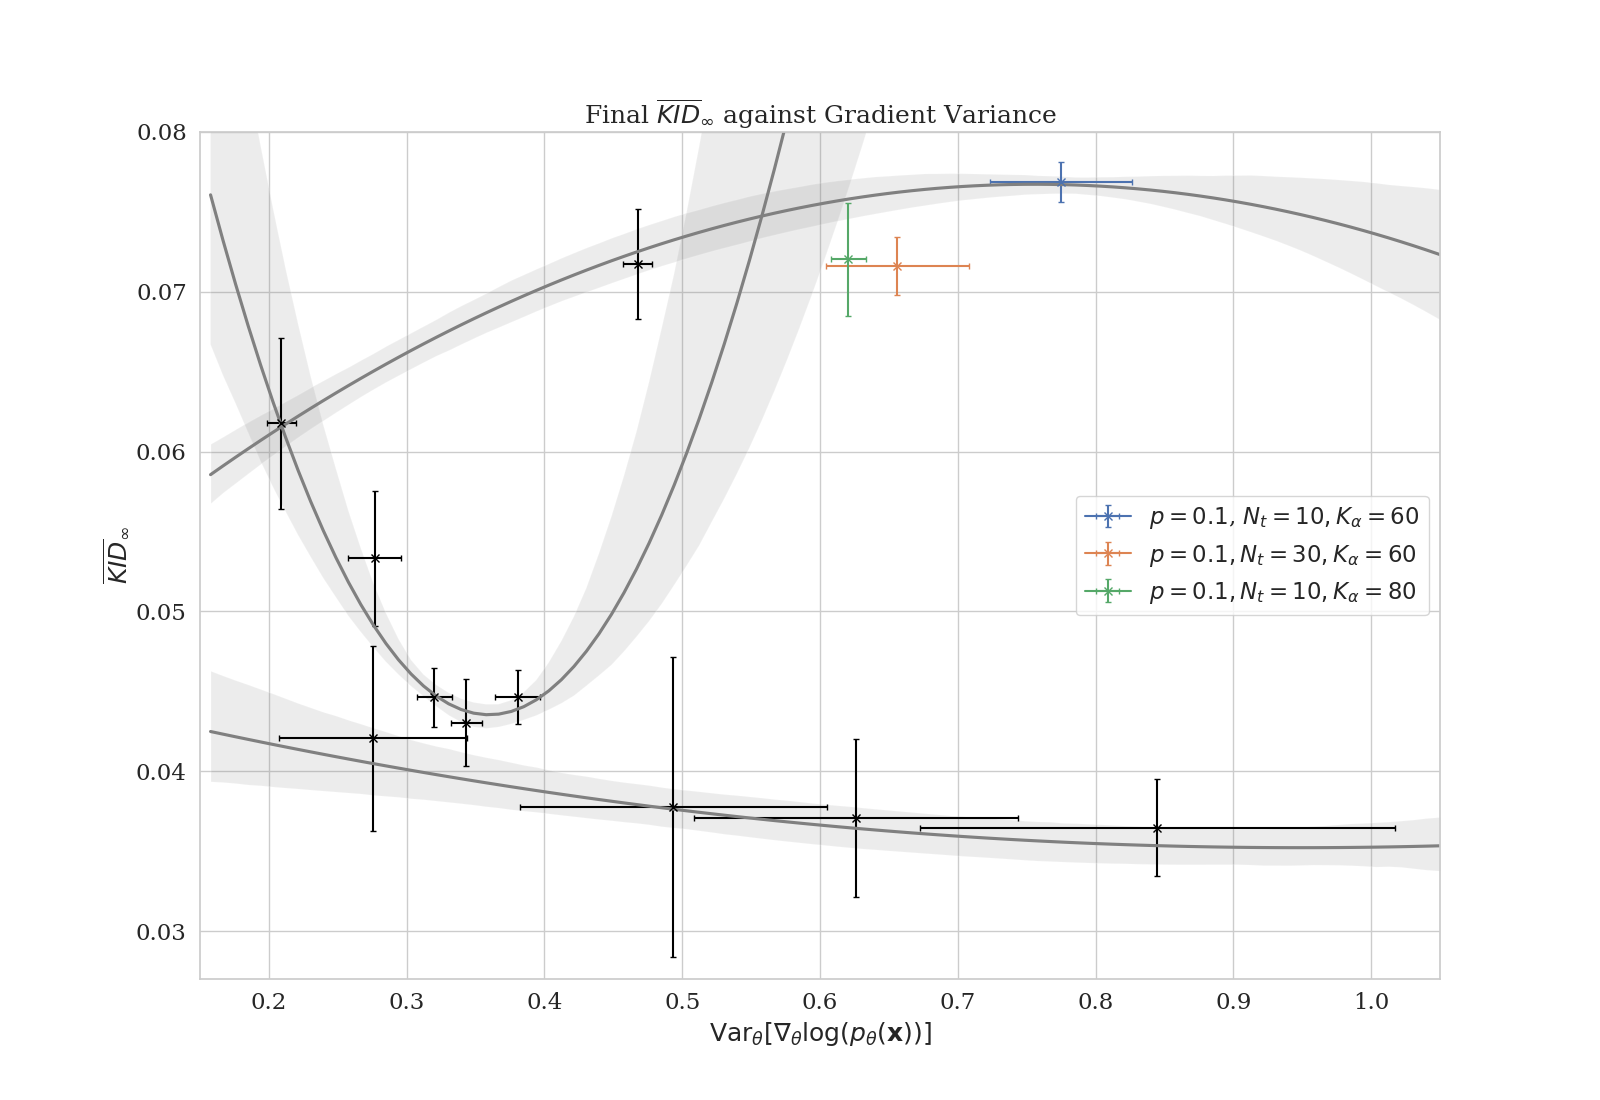 Final $\overline{KID}_\infty$ against Gradient Variance
0.08
0.07
0.06
0.05
0.04
0.03
$\overline{KID}_\infty$
$p = 0.1, N_t = 10, K_\alpha = 60$
$p = 0.1, N_t = 30, K_\alpha = 60$
$p = 0.1, N_t = 10, K_\alpha = 80$
0.2 0.3 0.4 0.5 0.6 0.7 0.8 0.9 1.0
$\mathrm{Var}_\theta[\nabla_\theta \log(p_\theta(\mathbf{x}))]$